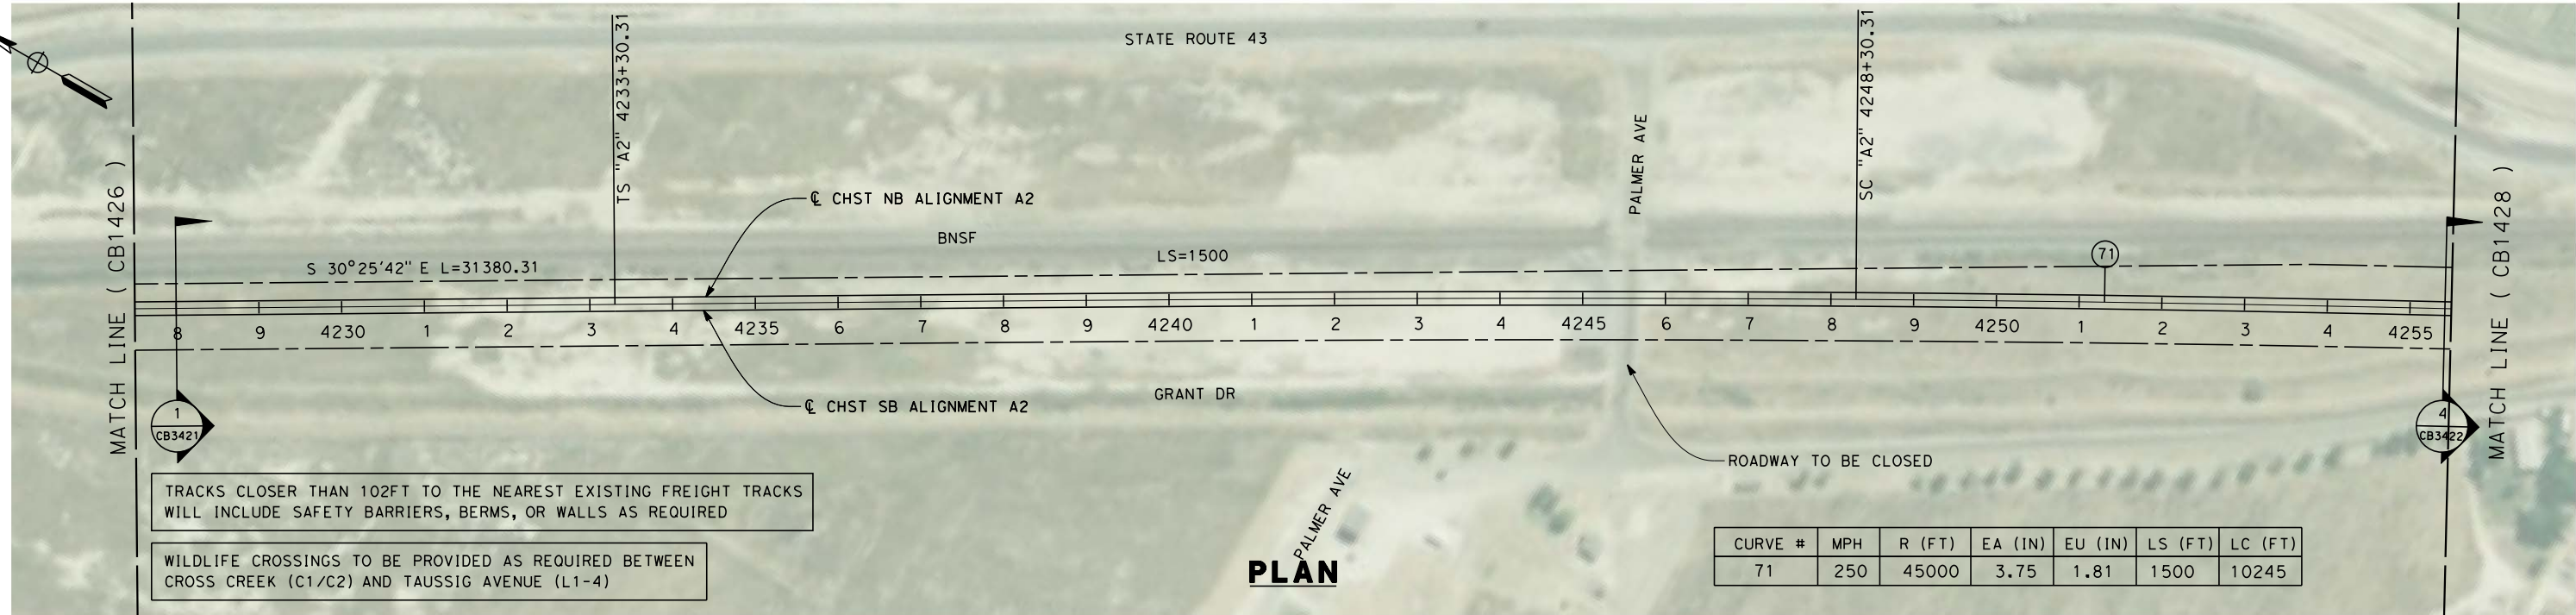 STATE ROUTE 43
TS "A2" 4233+30.31
SC "A2" 4248+30.31
PALMER AVE
MATCH LINE ( CB1426 )
MATCH LINE ( CB1428 )
℄ CHST NB ALIGNMENT A2
BNSF
LS=1500
71
S 30°25'42" E L=31380.31
8 9 4230 1 2 3 4 4235 6 7 8 9 4240 1 2 3 4 4245 6 7 8 9 4250 1 2 3 4 4255
℄ CHST SB ALIGNMENT A2
GRANT DR
1
CB3421
4
CB3422
ROADWAY TO BE CLOSED
PALMER AVE
TRACKS CLOSER THAN 102FT TO THE NEAREST EXISTING FREIGHT TRACKS
WILL INCLUDE SAFETY BARRIERS, BERMS, OR WALLS AS REQUIRED
WILDLIFE CROSSINGS TO BE PROVIDED AS REQUIRED BETWEEN
CROSS CREEK (C1/C2) AND TAUSSIG AVENUE (L1-4)
PLAN
CURVE # MPH R (FT) EA (IN) EU (IN) LS (FT) LC (FT)
71 250 45000 3.75 1.81 1500 10245